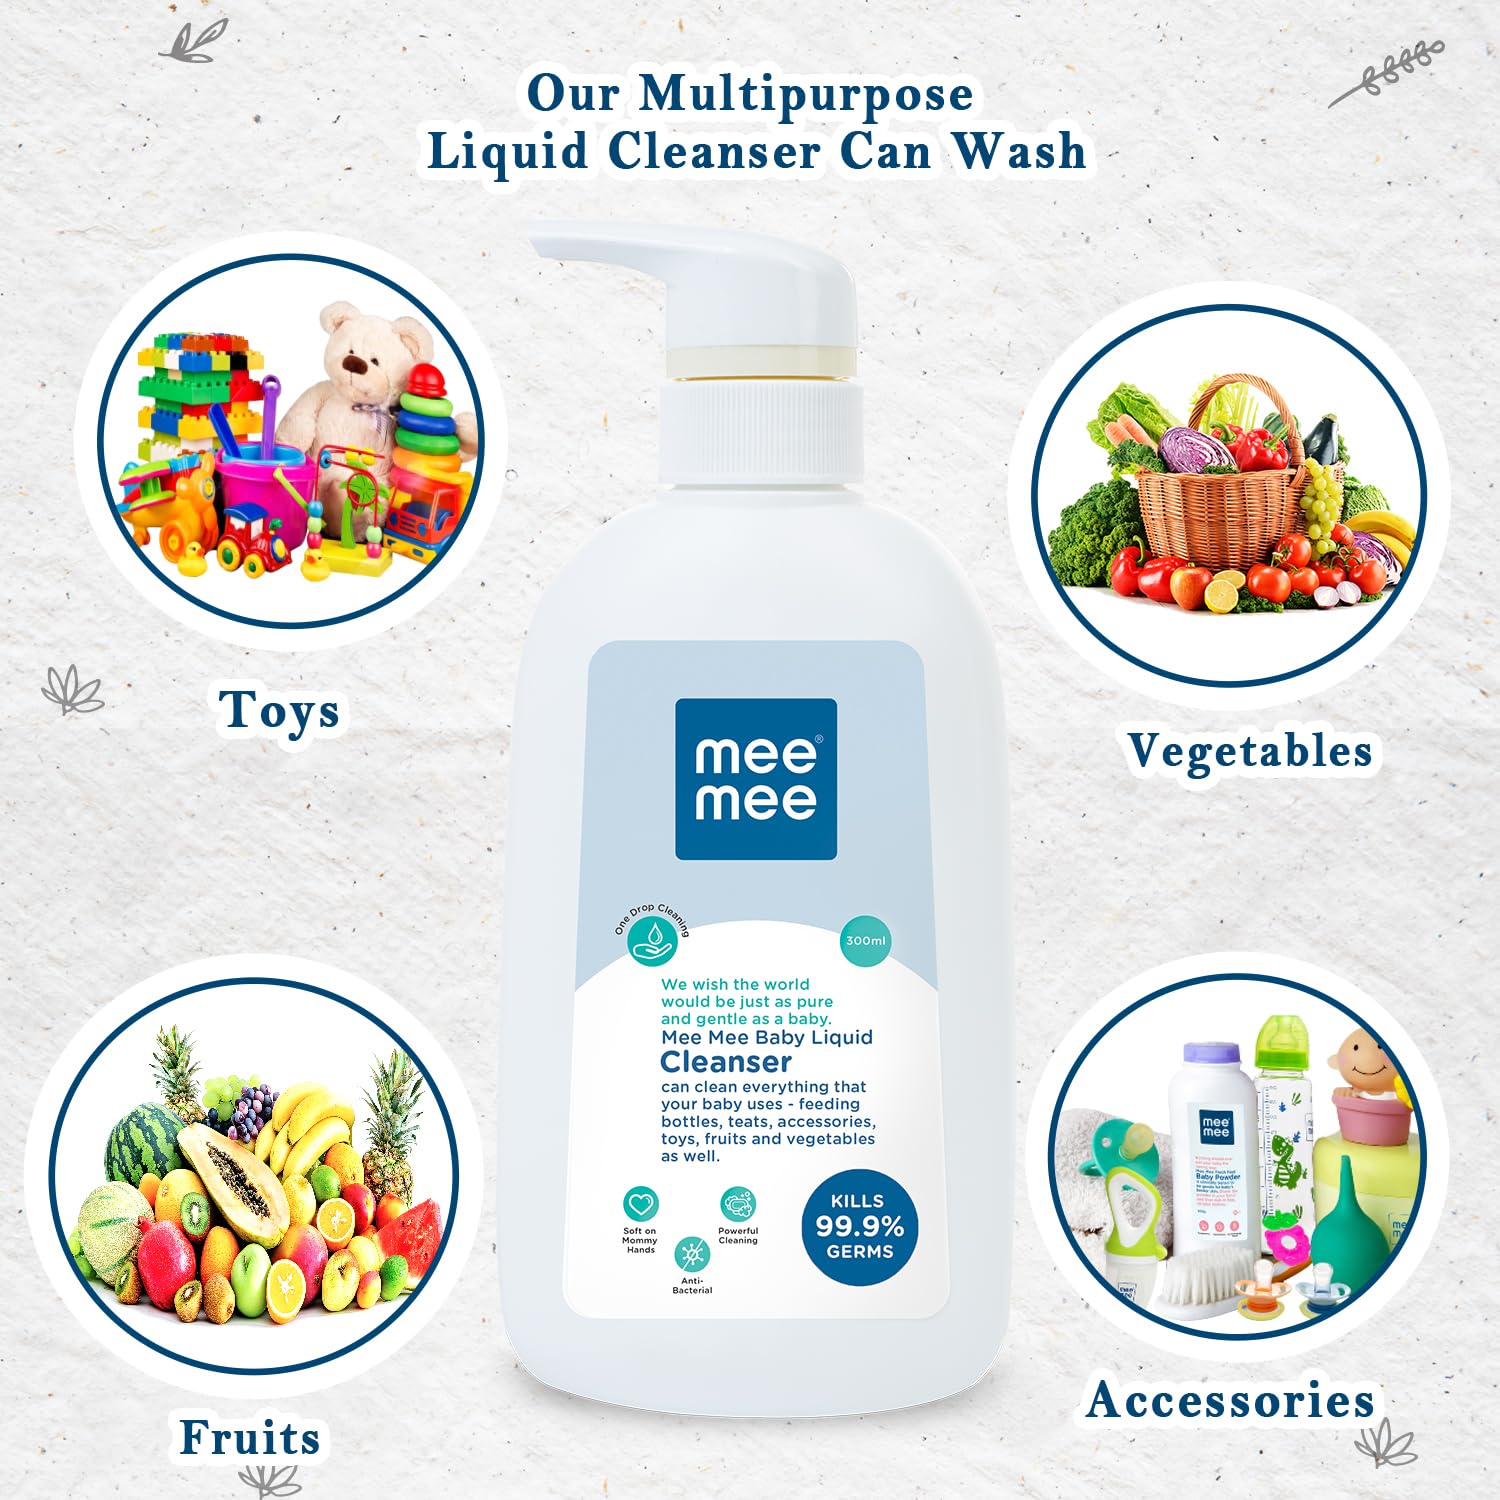 Our Multipurpose
Liquid Cleanser Can Wash
Toys
Vegetables
mee®
mee
One Drop Cleaning
300ml
We wish the world
would be just as pure
and gentle as a baby.
Mee Mee Baby Liquid
Cleanser
can clean everything that
your baby uses - feeding
bottles, teats, accessories,
toys, fruits and vegetables
as well.
Soft on
Mommy
Hands
Powerful
Cleaning
Anti-
Bacterial
KILLS
99.9%
GERMS
Fruits
mee
mee
Baby Powder
Accessories